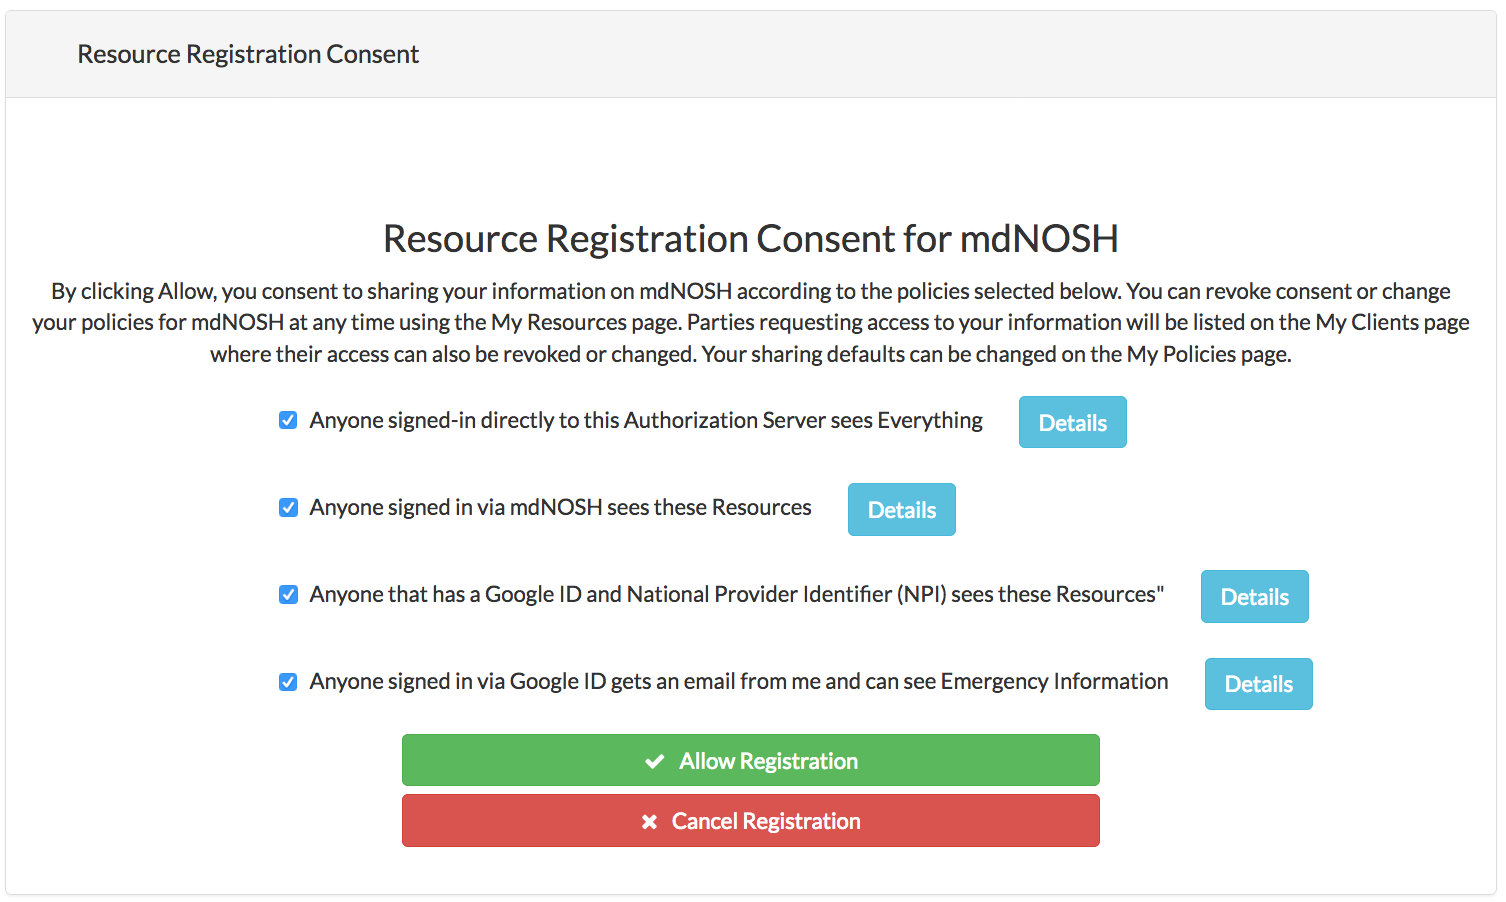 Resource Registration Consent
Resource Registration Consent for mdNOSH
By clicking Allow, you consent to sharing your information on mdNOSH according to the policies selected below. You can revoke consent or change
your policies for mdNOSH at any time using the My Resources page. Parties requesting access to your information will be listed on the My Clients page
where their access can also be revoked or changed. Your sharing defaults can be changed on the My Policies page.
Anyone signed-in directly to this Authorization Server sees Everything Details
Anyone signed in via mdNOSH sees these Resources Details
Anyone that has a Google ID and National Provider Identifier (NPI) sees these Resources" Details
Anyone signed in via Google ID gets an email from me and can see Emergency Information Details
Allow Registration
Cancel Registration